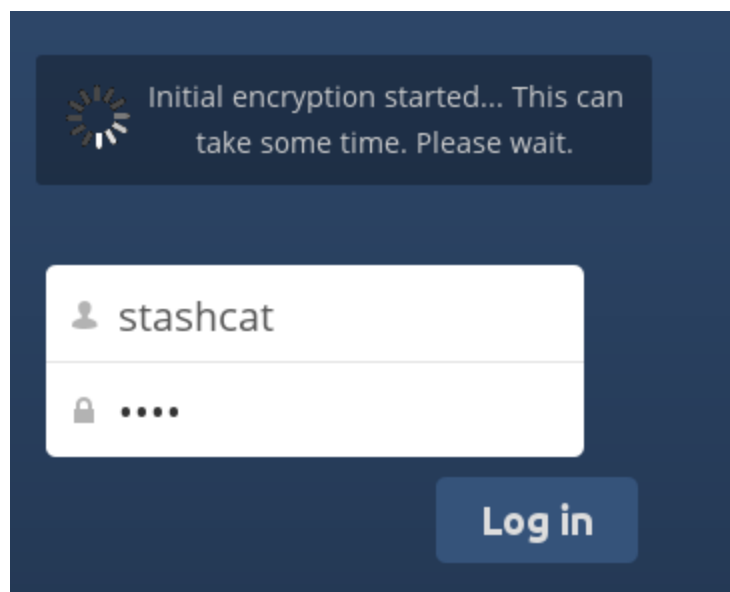 Initial encryption started... This can
take some time. Please wait.
stashcat
••••
Log in